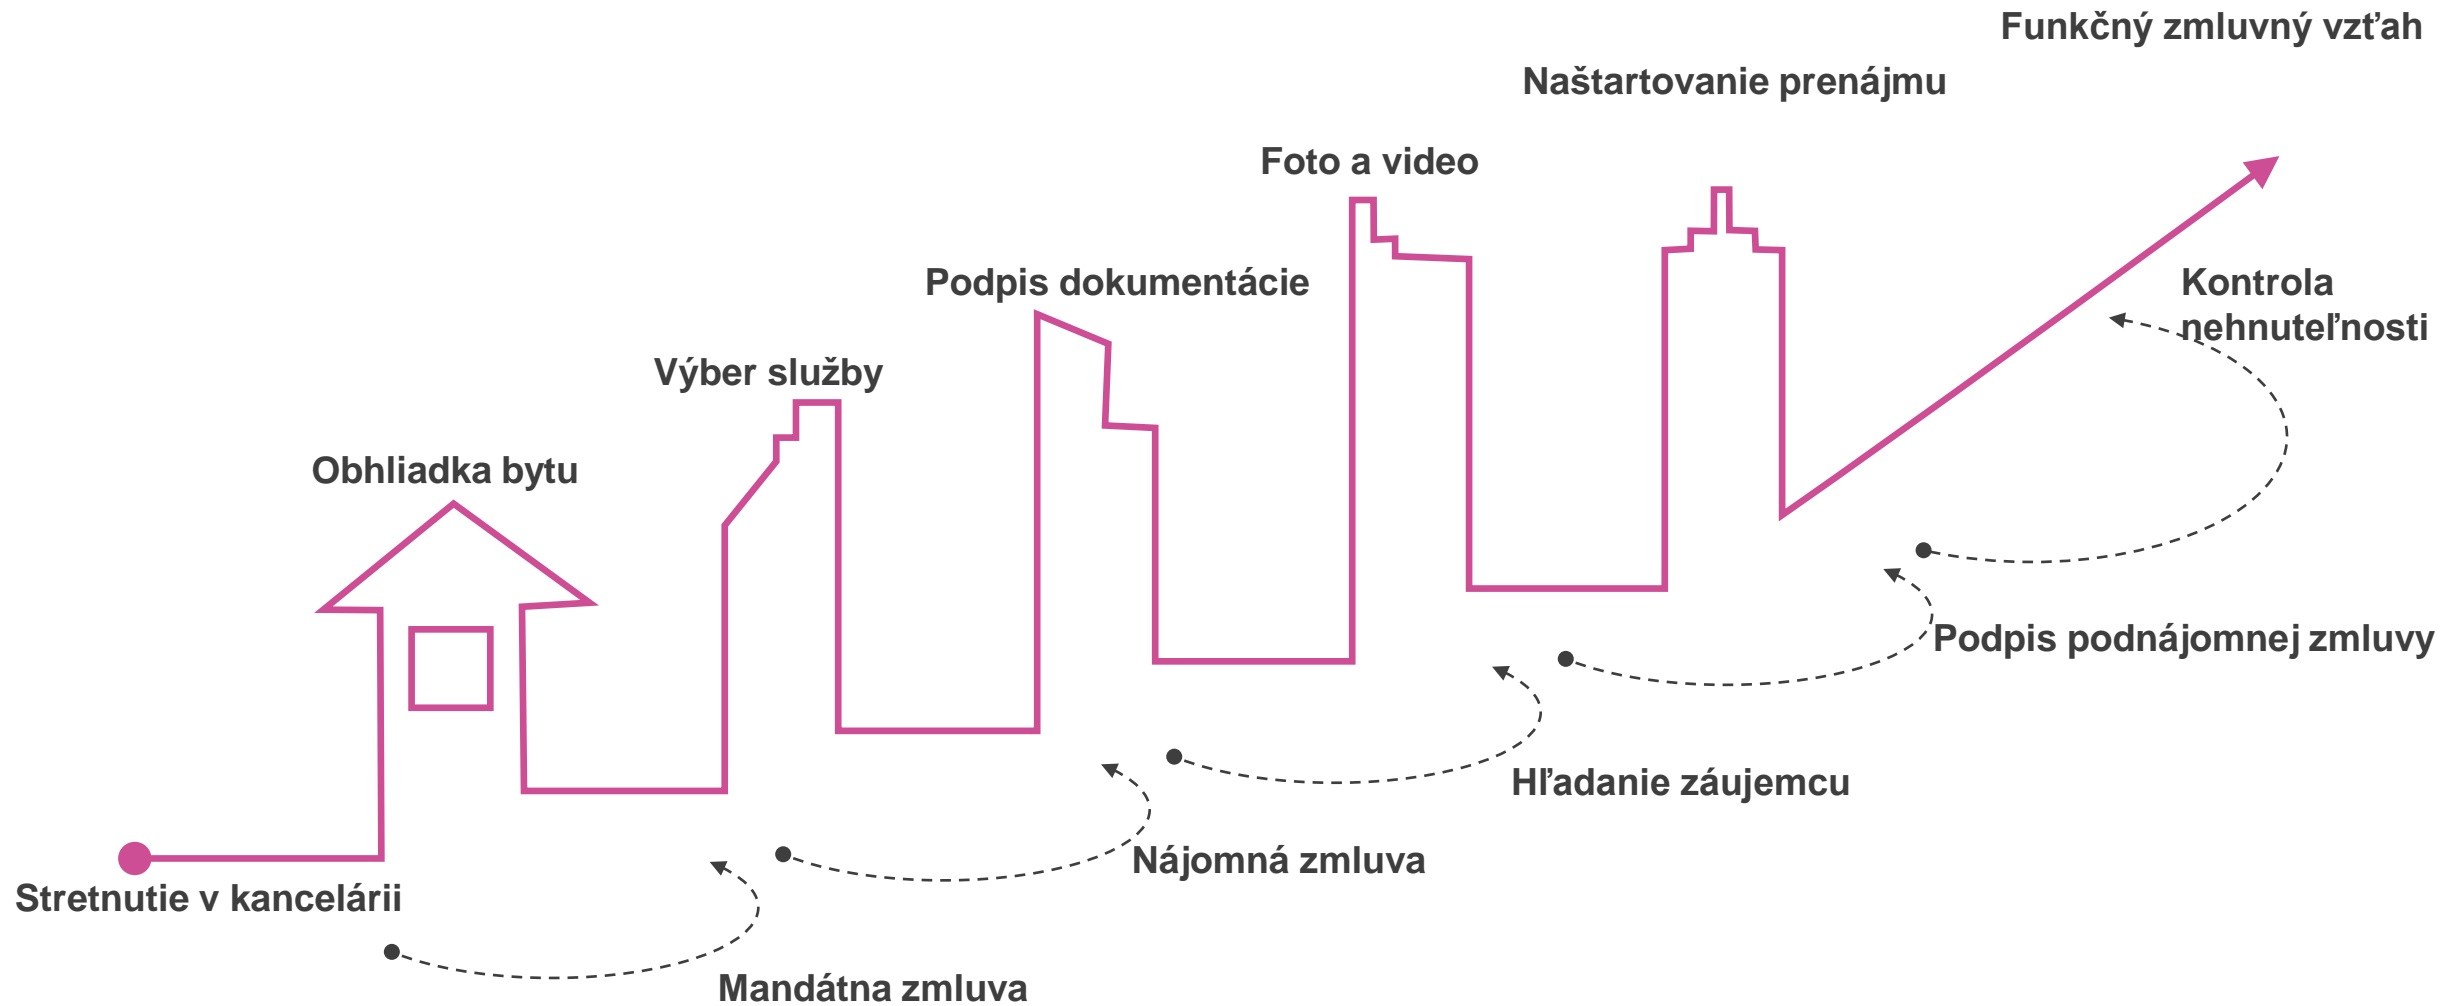 Funkčný zmluvný vzťah
Naštartovanie prenájmu
Foto a video
Podpis dokumentácie
Kontrola
nehnuteľnosti
Výber služby
Obhliadka bytu
Podpis podnájomnej zmluvy
Hľadanie záujemcu
Nájomná zmluva
Stretnutie v kancelárii
Mandátna zmluva